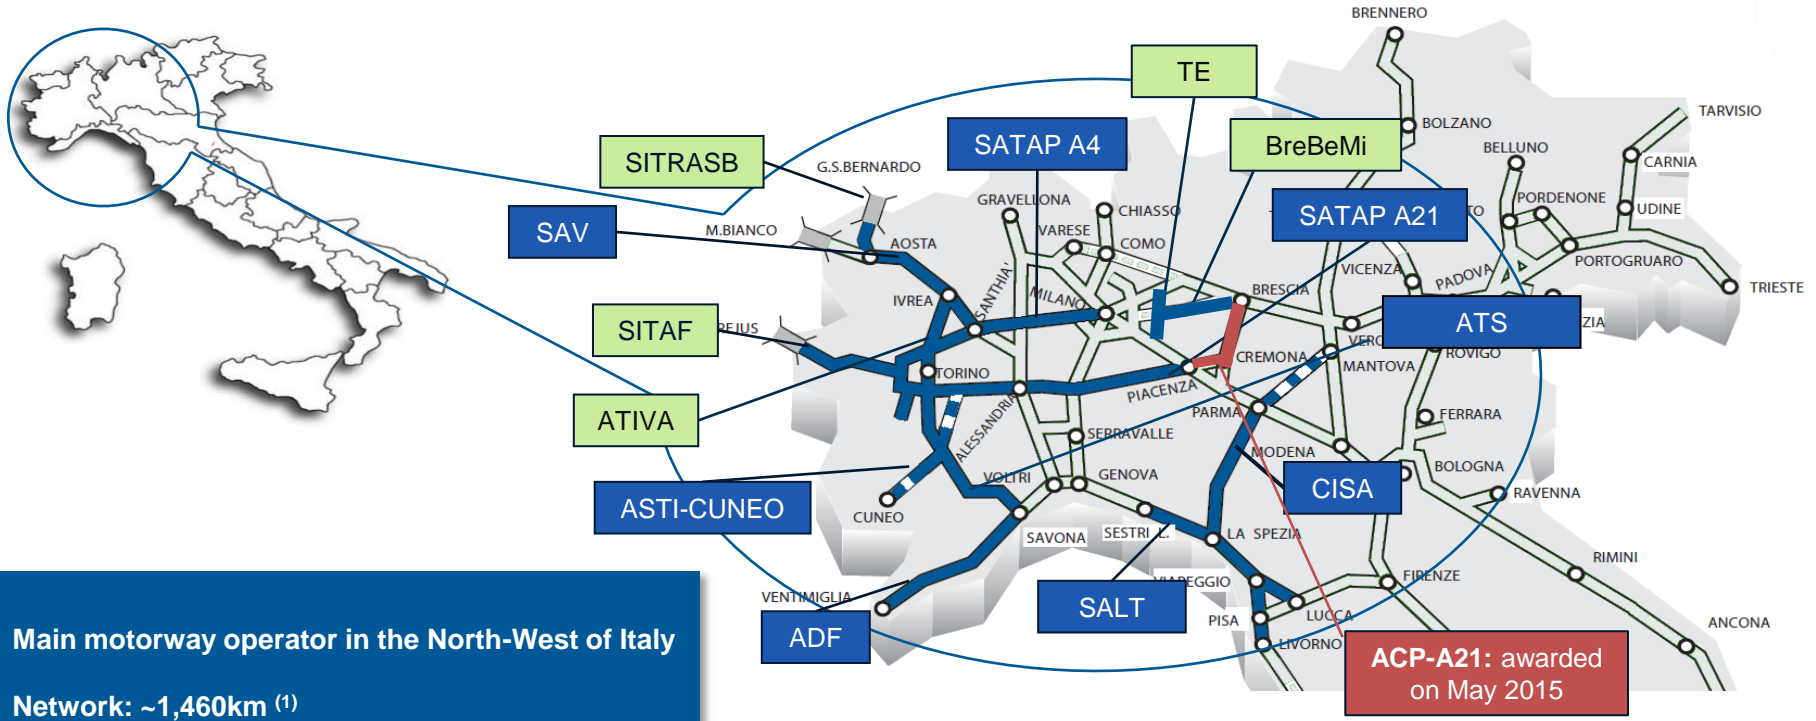 BRENNERO
TE
TARVISIO
BOLZANO
SATAP A4
BreBeMi
BELLUNO
SITRASB
G.S.BERNARDO
CARNIA
GRAVELLONA
CHIASSO
SATAP A21
TO
PORDENONE
UDINE
SAV
M.BIANCO
AOSTA
VARESE
COMO
PORTOGRUARO
VICENZA
PADOVA
TRIESTE
IVREA
SANTHIA'
MILANO
BRESCIA
ATS
ZIA
SITAF
REJUS
VERO
ROVIGO
CREMONA
MANTOVA
TORINO
PIACENZA
PARMA
FERRARA
ATIVA
ALESSANDRIA
SERRAVALLE
MODENA
BOLOGNA
VOLTRI
GENOVA
CISA
RAVENNA
ASTI-CUNEO
CUNEO
SAVONA
SESTRI L.
LA SPEZIA
RIMINI
VIAREGGIO
FIRENZE
VENTIMIGLIA
SALT
LUCCA
PISA
ANCONA
ADF
LIVORNO
ACP-A21: awarded
on May 2015
Main motorway operator in the North-West of Italy
Network: ~1,460km (1)